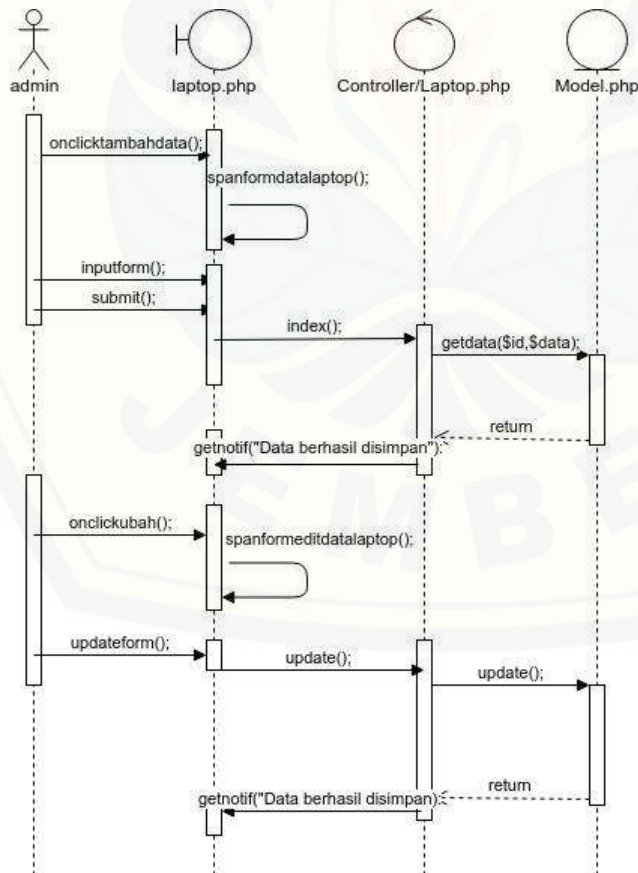 admin
laptop.php
Controller/Laptop.php
Model.php
onclicktambahdata();
spanformdatalaptop();
inputform();
submit();
index();
getdata($id,$data);
return
getnotif("Data berhasil disimpan");
onclickubah();
spanformeditdatalaptop();
updateform();
update();
update();
return
getnotif("Data berhasil disimpan);
JEMBER